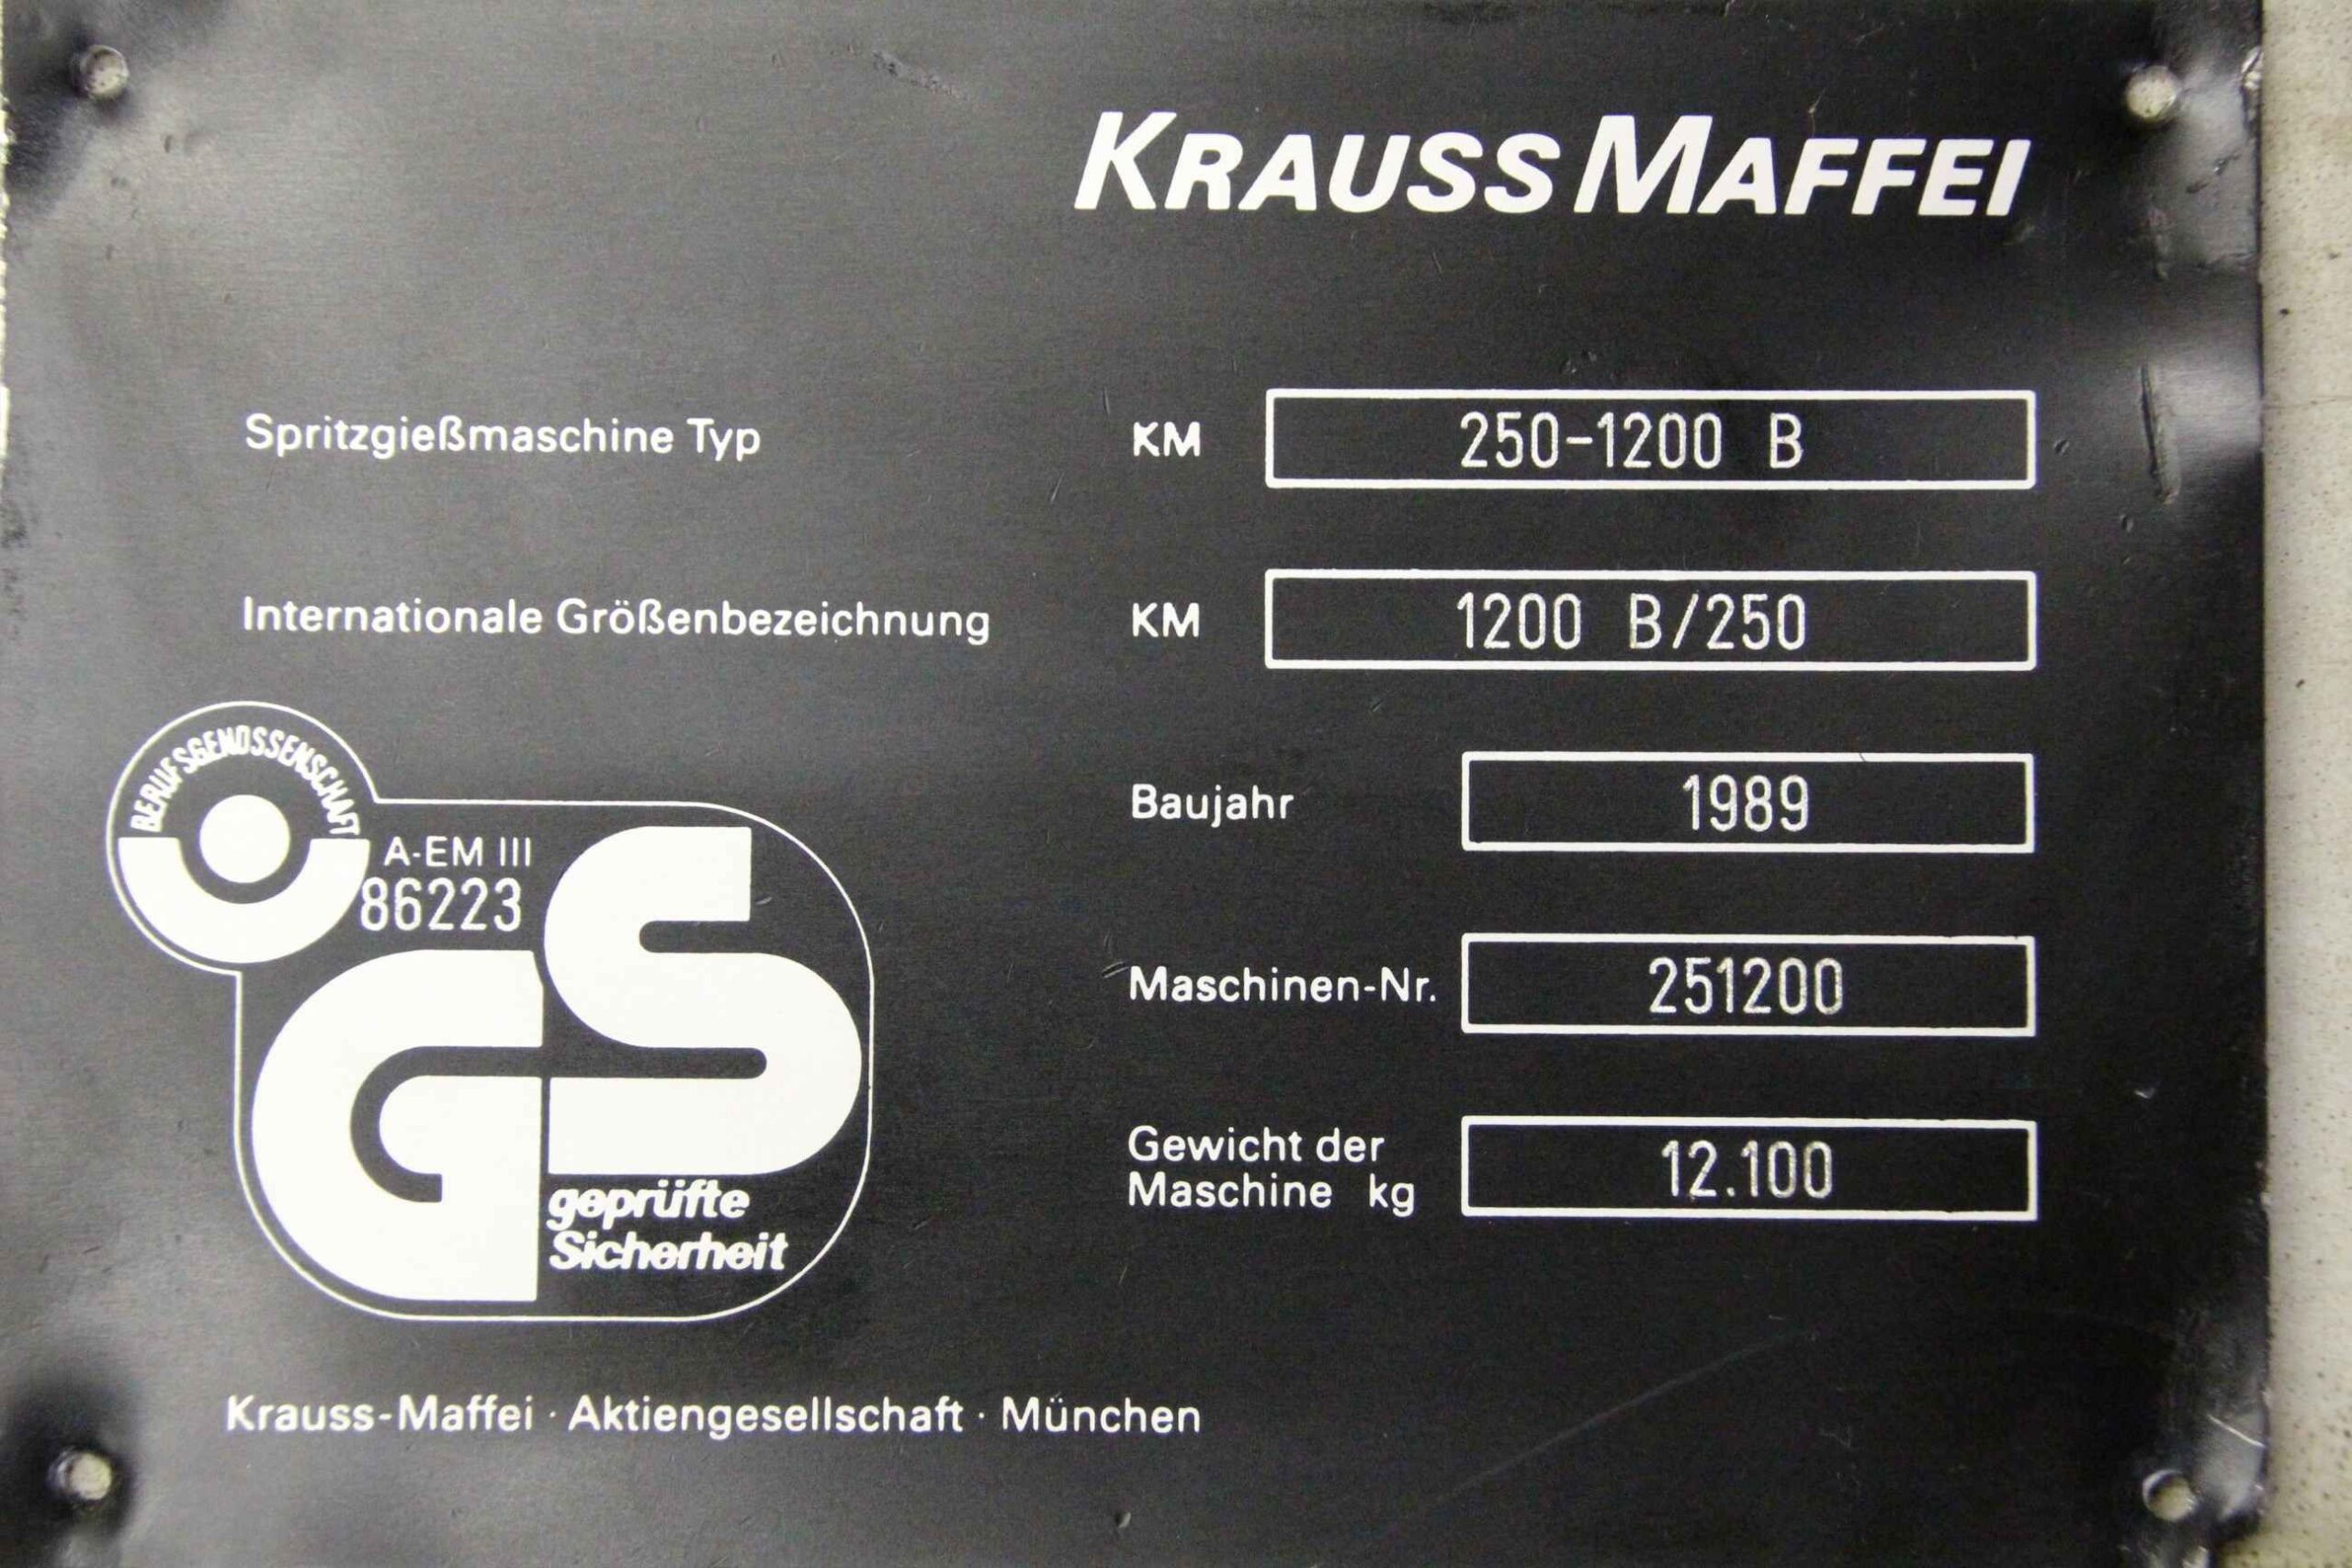 KRAUSS MAFFEI
Spritzgießmaschine Typ KM 250-1200 B
Internationale Größenbezeichnung KM 1200 B/250
Baujahr 1989
Maschinen-Nr. 251200
Gewicht der
Maschine kg 12.100
BERUFSGENOSSENSCHAFT
A-EM III
86223
GS
geprüfte
Sicherheit
Krauss-Maffei · Aktiengesellschaft · München